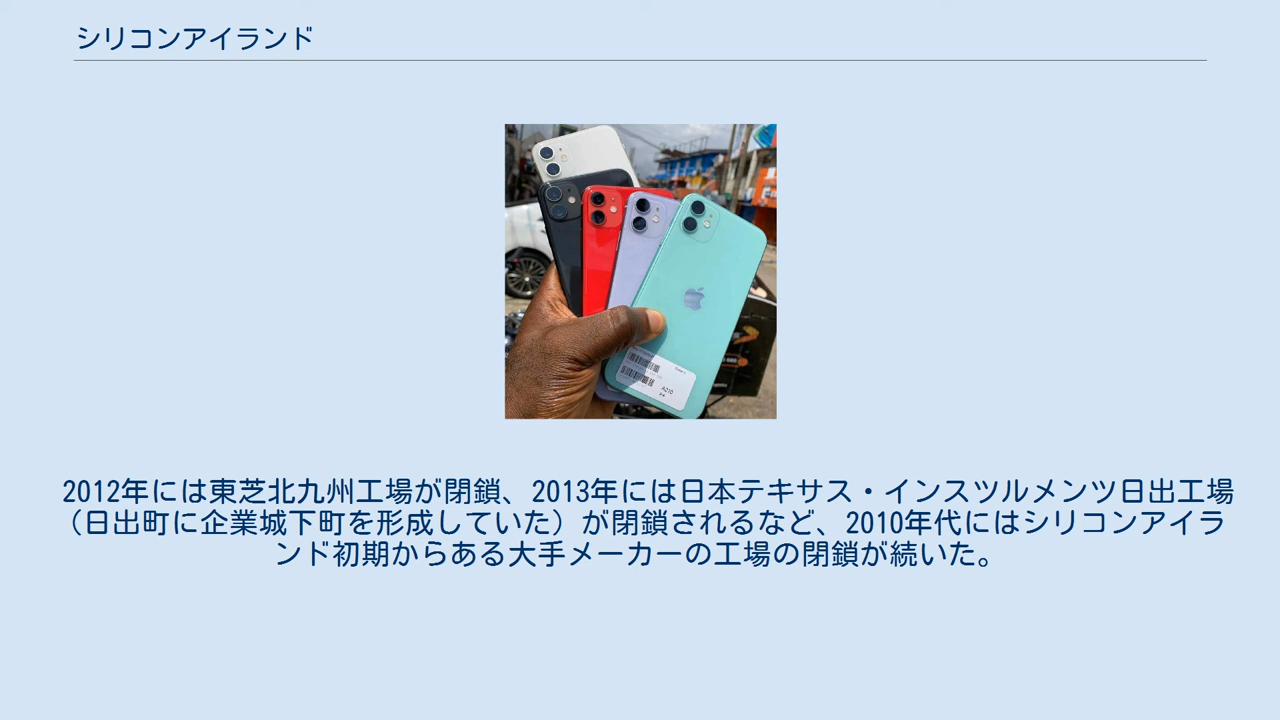 シリコンアイランド
A210
2012年には東芝北九州工場が閉鎖、2013年には日本テキサス・インスツルメンツ日出工場
（日出町に企業城下町を形成していた）が閉鎖されるなど、2010年代にはシリコンアイラ
ンド初期からある大手メーカーの工場の閉鎖が続いた。